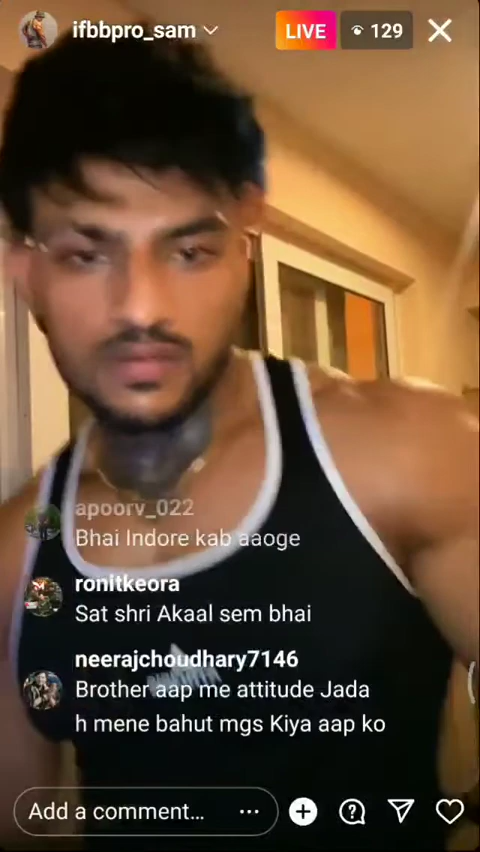 ifbbpro_sam
LIVE
129
apoorv_022
Bhai Indore kab aaoge
ronitkeora
Sat shri Akaal sem bhai
neerajchoudhary7146
Brother aap me attitude Jada
h mene bahut mgs Kiya aap ko
Add a comment...